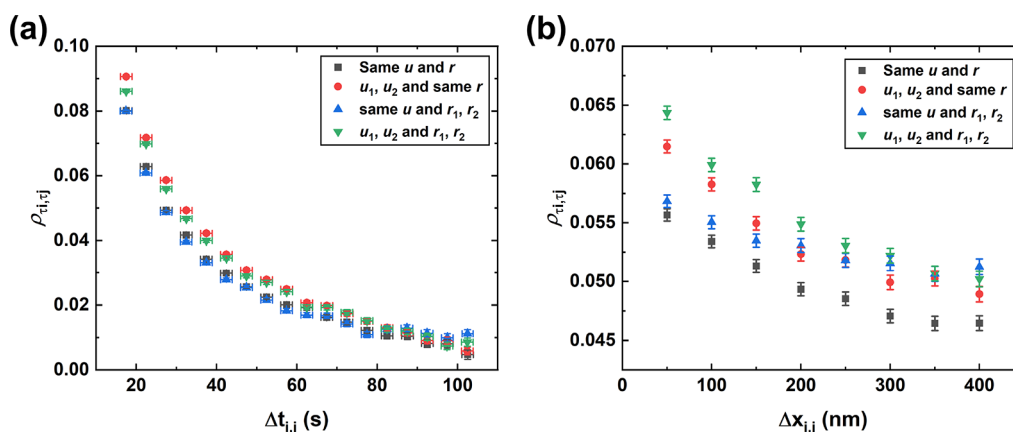 (a)
0.10
0.08
0.06
0.04
0.02
0.00
ρτi,τj
20 40 60 80 100
Δti,j (s)
Same u and r
u1, u2 and same r
same u and r1, r2
u1, u2 and r1, r2
(b)
0.070
0.065
0.060
0.055
0.050
0.045
ρτi,τj
0 100 200 300 400
Δxi,j (nm)
Same u and r
u1, u2 and same r
same u and r1, r2
u1, u2 and r1, r2